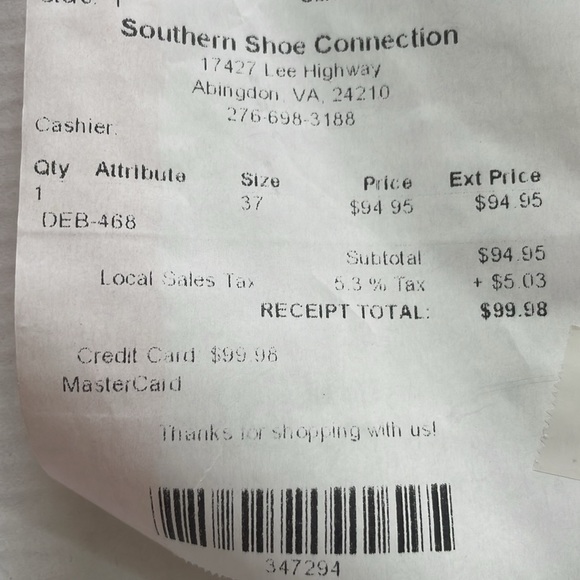 Southern Shoe Connection
17427 Lee Highway
Abingdon, VA, 24210
276-698-3188
Cashier:
Qty Attribute Size Price Ext Price
1 37 $94.95 $94.95
DEB-468
Subtotal $94.95
Local Sales Tax 5.3 % Tax + $5.03
RECEIPT TOTAL: $99.98
Credit Card $99.98
MasterCard
Thanks for shopping with us!
347294